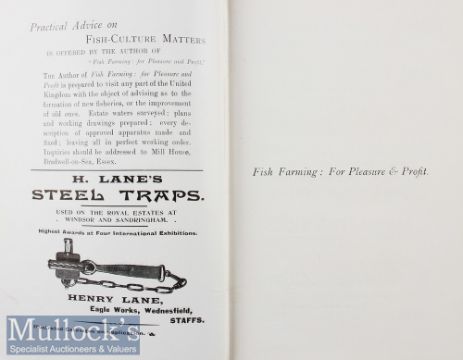 Practical Advice on
FISH-CULTURE MATTERS
IS OFFERED BY THE AUTHOR OF
"Fish Farming: for Pleasure and Profit."
THE Author of Fish Farming: for Pleasure and
Profit is prepared to visit any part of the United
Kingdom with the object of advising as to the
formation of new fisheries, or the improvement
of old ones. Estate waters surveyed; plans
and working drawings prepared; every de-
scription of approved apparatus made and
fixed; leaving all in perfect working order.
Inquiries should be addressed to Mill House,
Bradwell-on-Sea, Essex.
H. LANE'S
STEEL TRAPS.
USED ON THE ROYAL ESTATES AT
. WINDSOR AND SANDRINGHAM .
Highest Awards at Four International Exhibitions.
HENRY LANE,
Eagle Works, Wednesfield,
STAFFS.
Illustrated Catalogue on Application.
Fish Farming: For Pleasure & Profit.
Mullock's
Specialist Auctioneers & Valuers